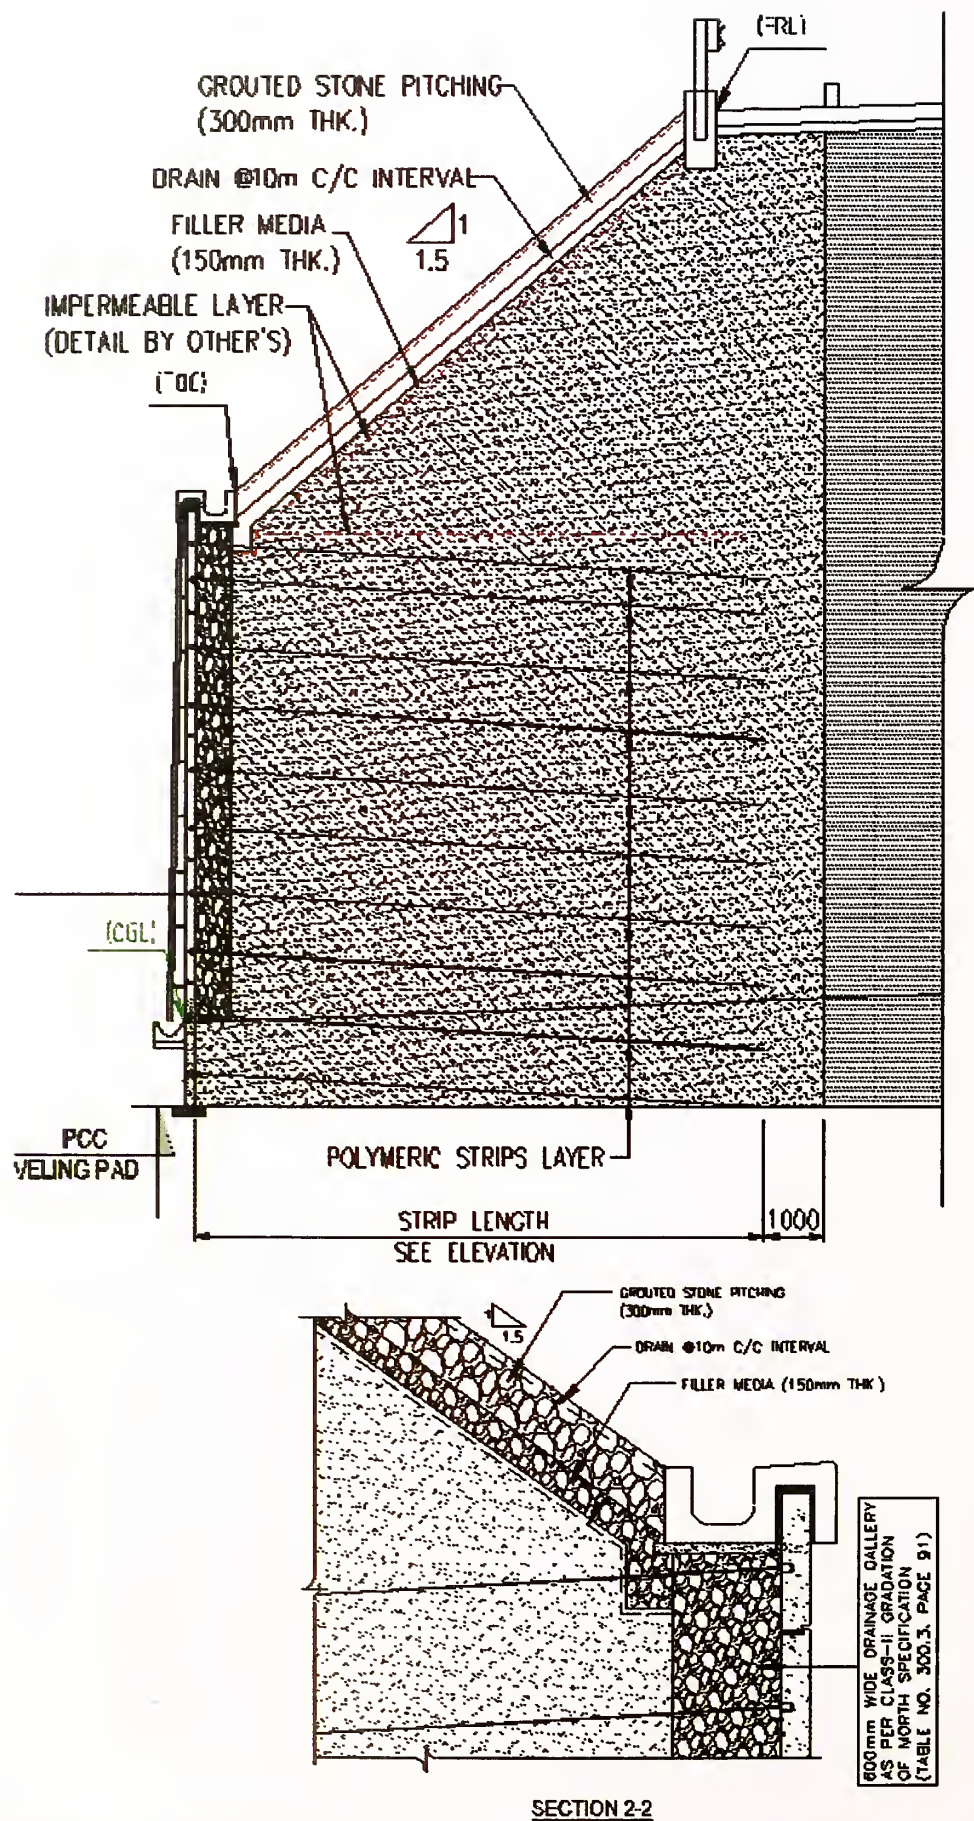 (FRL)
GROUTED STONE PITCHING
(300mm THK.)
DRAIN @10m C/C INTERVAL
FILLER MEDIA
(150mm THK.)
1
1.5
IMPERMEABLE LAYER
(DETAIL BY OTHER'S)
(TOC)
(CGL)
PCC
VELING PAD
POLYMERIC STRIPS LAYER
STRIP LENGTH
SEE ELEVATION
1000
GROUTED STONE PITCHING
(300mm THK.)
1
1.5
DRAIN @10m C/C INTERVAL
FILLER MEDIA (150mm THK)
600mm WIDE DRAINAGE GALLERY
AS PER CLASS-II GRADATION
OF MORTH SPECIFICATION
(TABLE NO. 300.3. PAGE 91)
SECTION 2-2